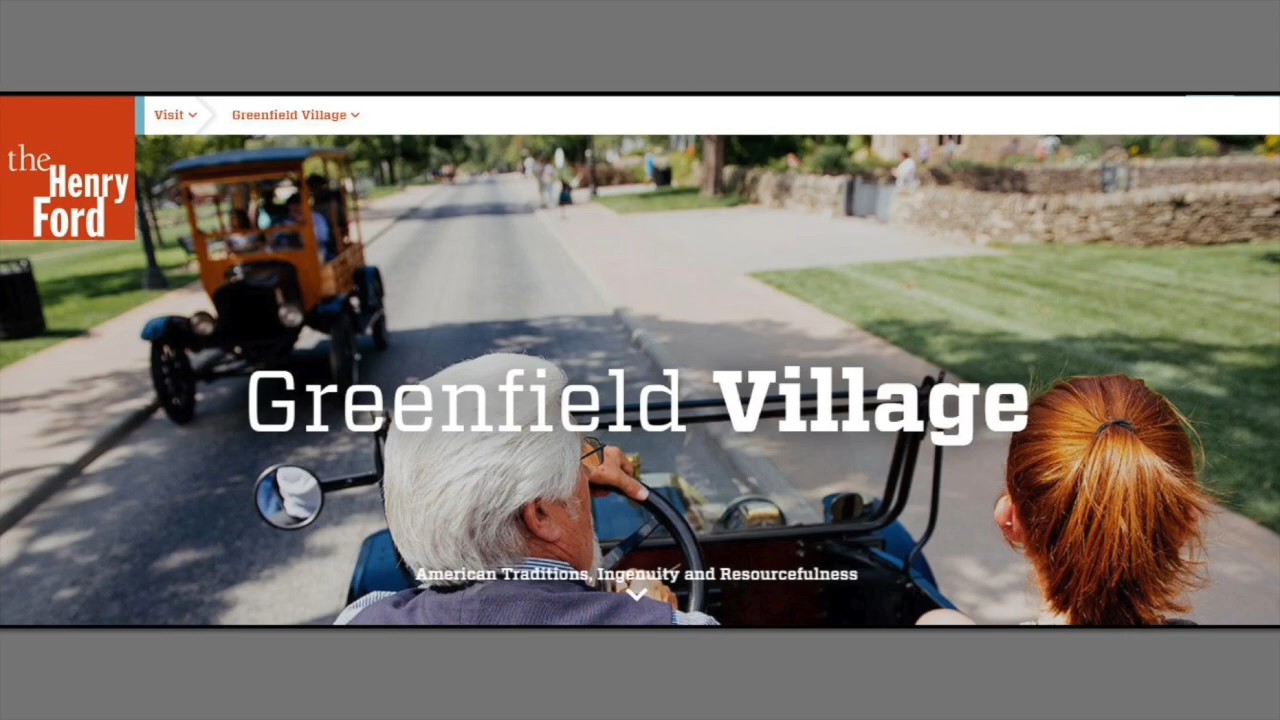 the
Henry
Ford
Visit
Greenfield Village
Greenfield Village
American Traditions, Ingenuity and Resourcefulness